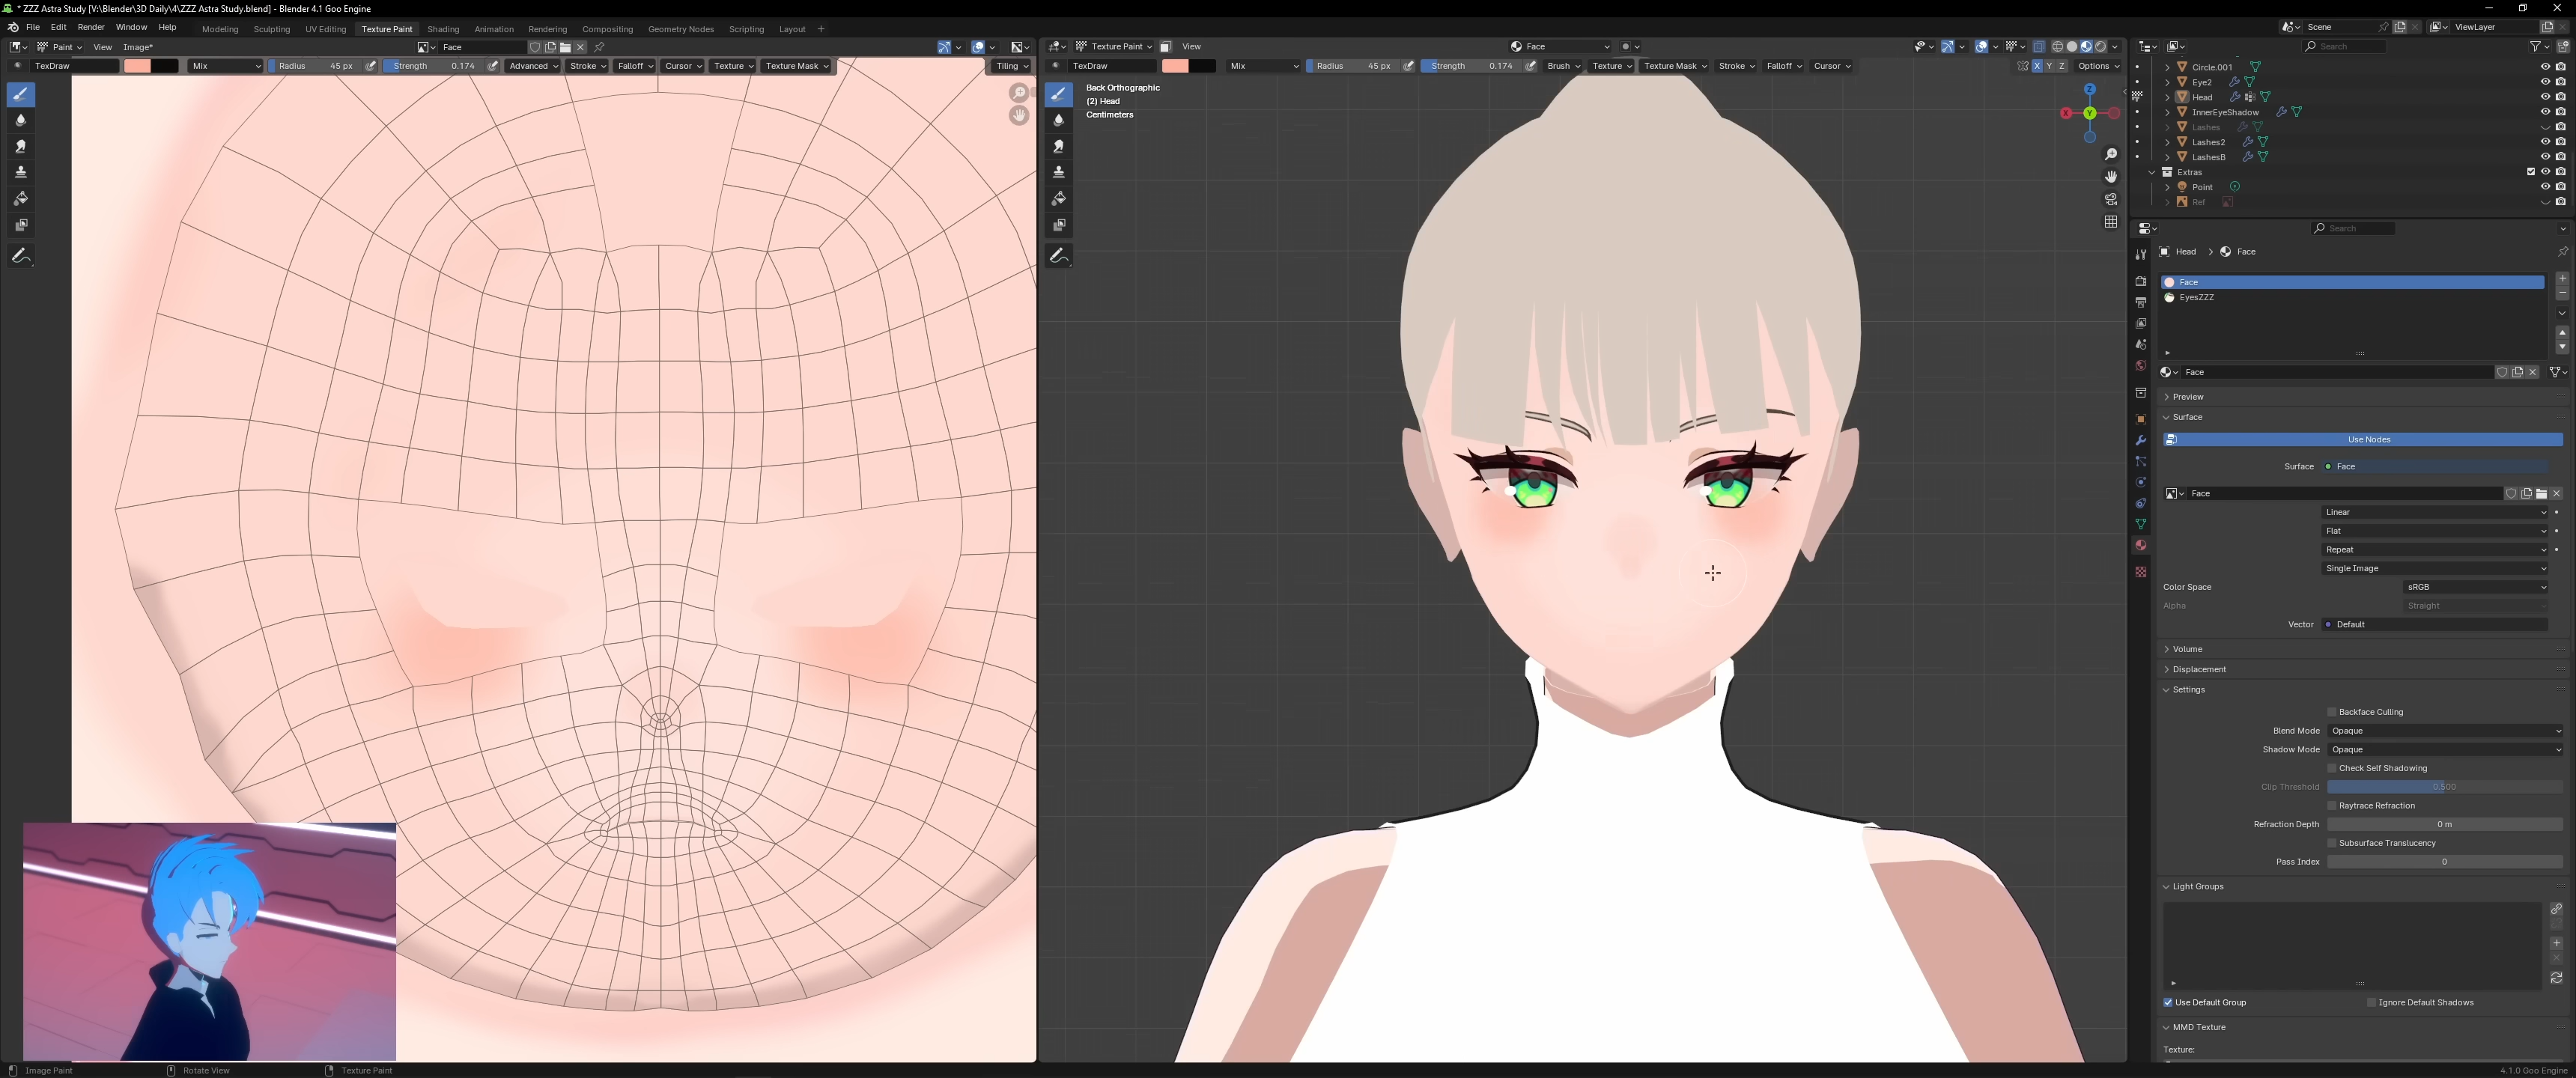 * ZZZ Astra Study [V:\Blender\3D Daily\4\ZZZ Astra Study.blend] - Blender 4.1 Goo Engine
File Edit Render Window Help Modeling Sculpting UV Editing Texture Paint Shading Animation Rendering Compositing Geometry Nodes Scripting Layout + Scene ViewLayer
Paint View Image* Face
Texture Paint View Face Search
TexDraw Mix Radius 45 px Strength 0.174 Advanced Stroke Falloff Cursor Texture Texture Mask Tiling
TexDraw Mix Radius 45 px Strength 0.174 Brush Texture Texture Mask Stroke Falloff Cursor X Y Z Options
Back Orthographic
(2) Head
Centimeters
Z
X
Y
Circle.001
Eye2
Head
InnerEyeShadow
Lashes
Lashes2
LashesB
Extras
Point
Ref
Search
Head > Face
Face
EyesZZZ
Face
Preview
Surface
Use Nodes
Surface Face
Face
Linear
Flat
Repeat
Single Image
Color Space sRGB
Alpha Straight
Vector Default
Volume
Displacement
Settings
Backface Culling
Blend Mode Opaque
Shadow Mode Opaque
Check Self Shadowing
Clip Threshold 0.500
Raytrace Refraction
Refraction Depth 0 m
Subsurface Translucency
Pass Index 0
Light Groups
Use Default Group Ignore Default Shadows
MMD Texture
Texture:
Image Paint Rotate View Texture Paint 4.1.0 Goo Engine